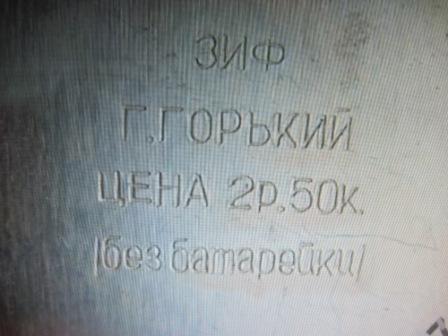 ЗИФ
Г.ГОРЬКИЙ
ЦЕНА 2р.50к.
/без батарейки/